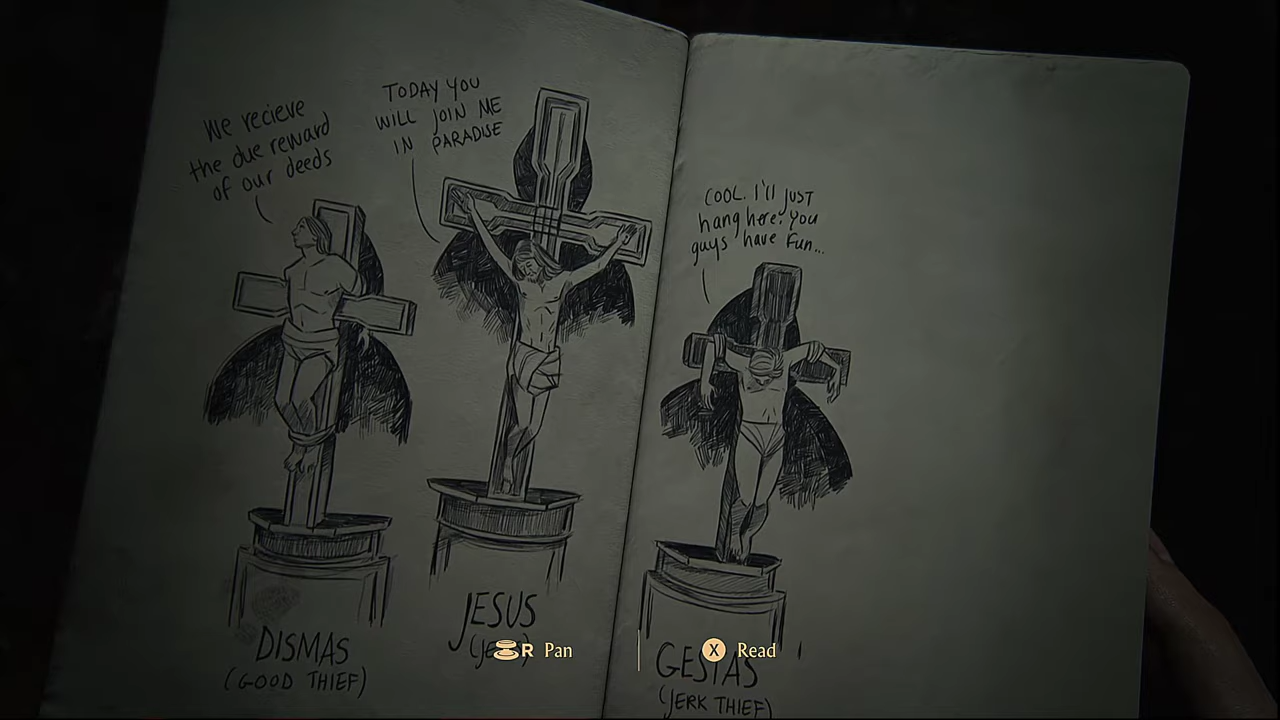 We recieve
the due reward
of our deeds
TODAY YOU
WILL JOIN ME
IN PARADISE
COOL. I'll JUST
hang here. You
guys have fun...
DISMAS
(GOOD THIEF)
JESUS
GESTAS
(JERK THIEF)
R Pan
X Read